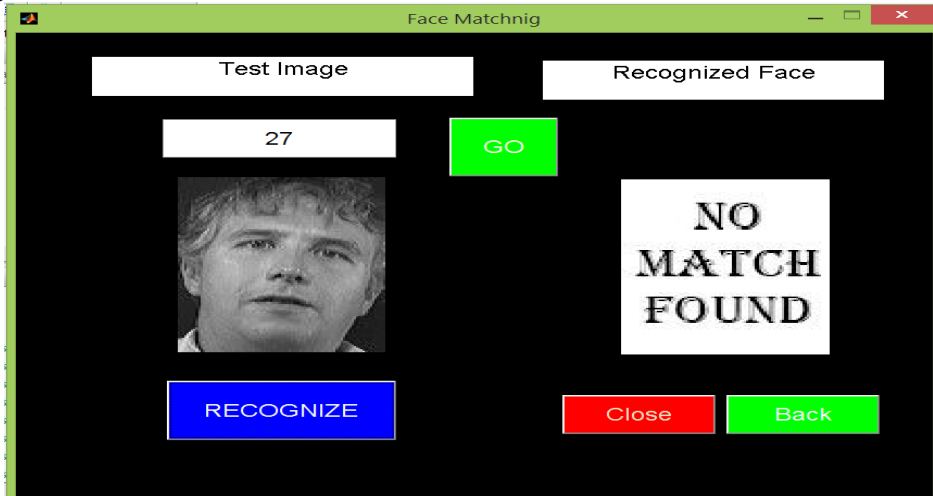 Face Matchnig
Test Image
Recognized Face
27
GO
NO
MATCH
FOUND
RECOGNIZE
Close
Back